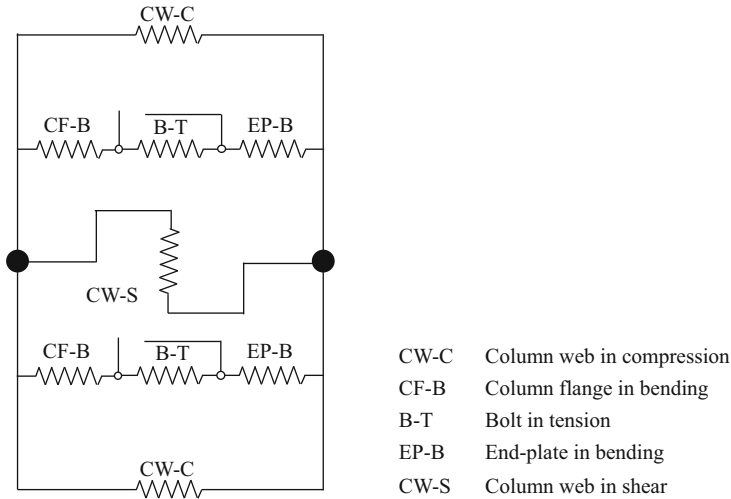 CW-C
CF-B B-T EP-B
CW-S
CF-B B-T EP-B
CW-C
CW-C Column web in compression
CF-B Column flange in bending
B-T Bolt in tension
EP-B End-plate in bending
CW-S Column web in shear